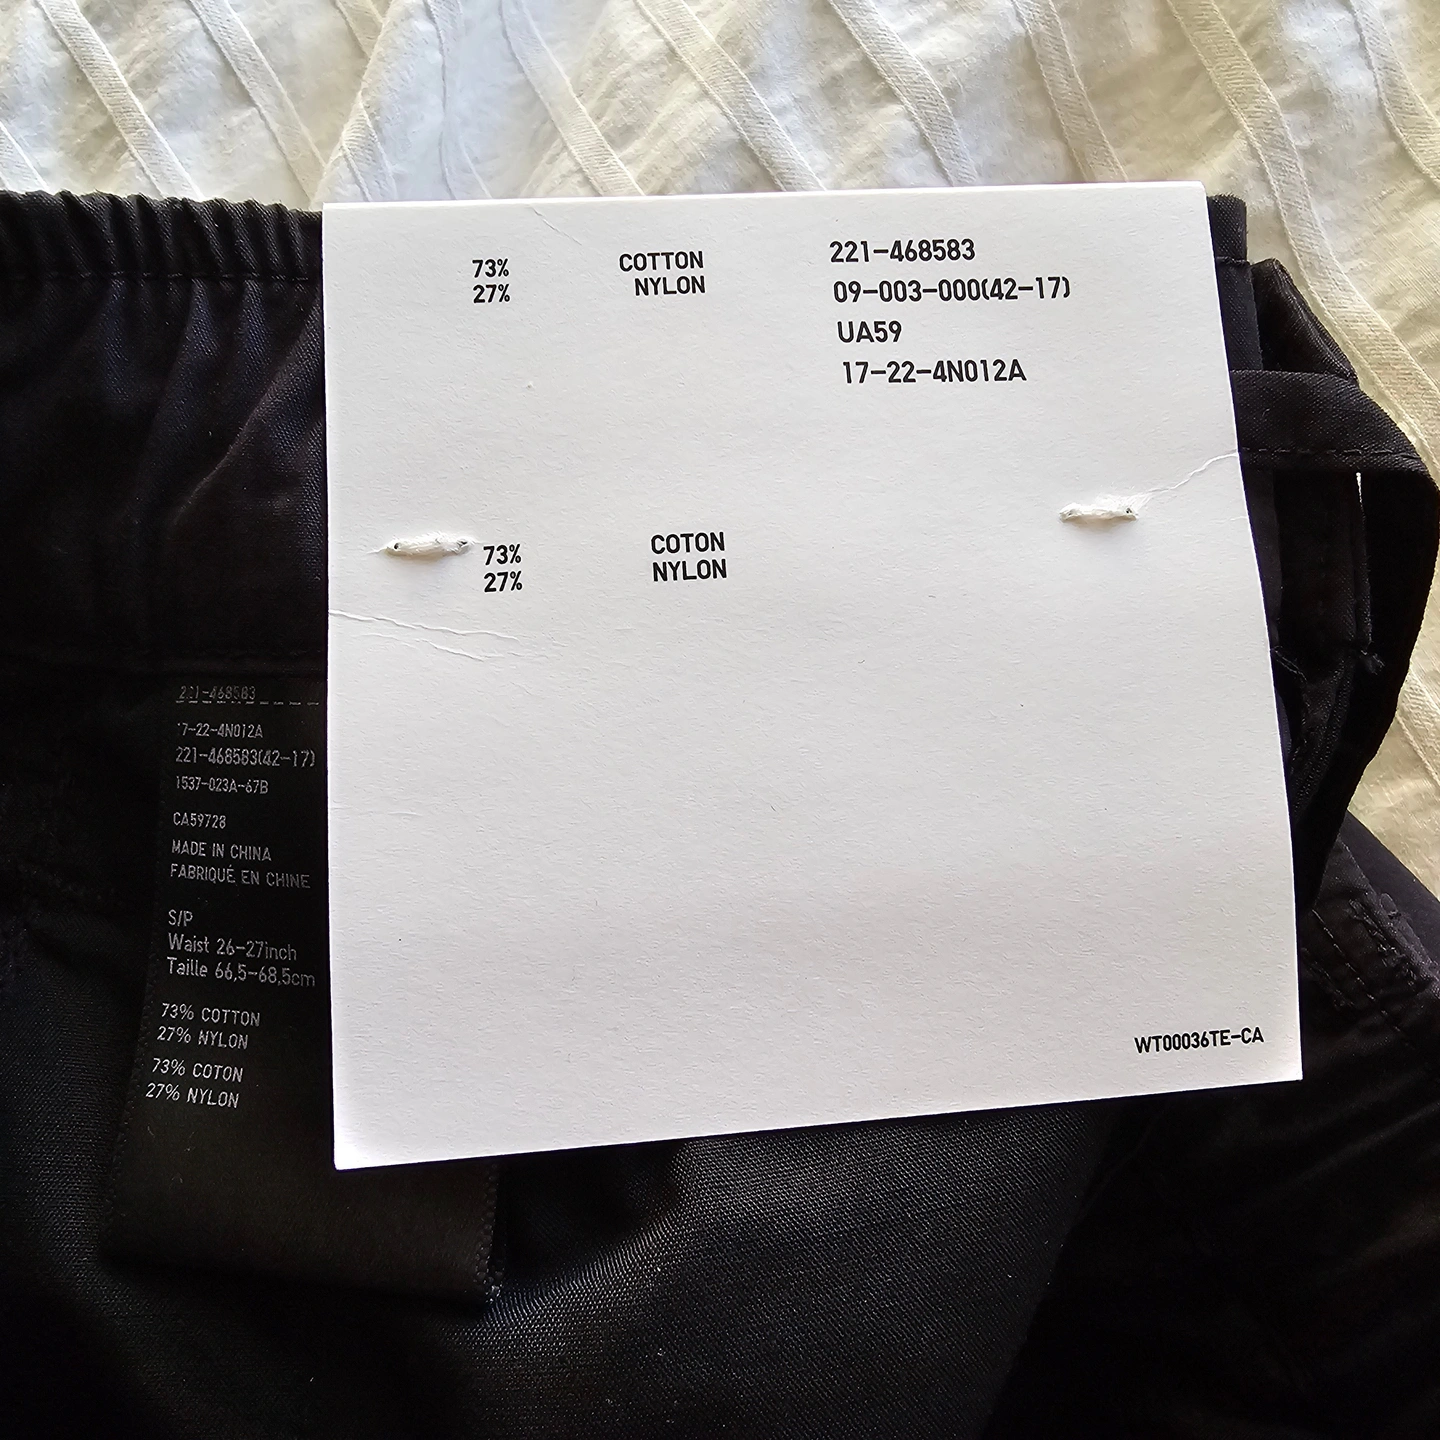 73% COTTON
27% NYLON
221-468583
09-003-000(42-17)
UA59
17-22-4N012A
73% COTON
27% NYLON
WT00036TE-CA
221-468583
17-22-4N012A
221-468583(42-17)
1537-023A-67B
CA59728
MADE IN CHINA
FABRIQUÉ EN CHINE
S/P
Waist 26-27inch
Taille 66,5-68,5cm
73% COTTON
27% NYLON
73% COTON
27% NYLON